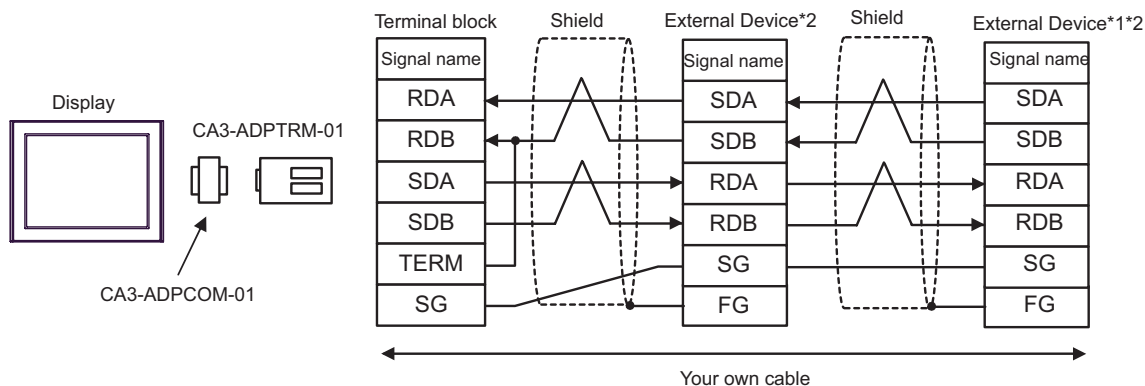 Terminal block
Shield
External Device*2
Shield
External Device*1*2
Signal name
Signal name
Signal name
Display
CA3-ADPTRM-01
CA3-ADPCOM-01
RDA
SDA
SDA
RDB
SDB
SDB
SDA
RDA
RDA
SDB
RDB
RDB
TERM
SG
SG
SG
FG
FG
Your own cable